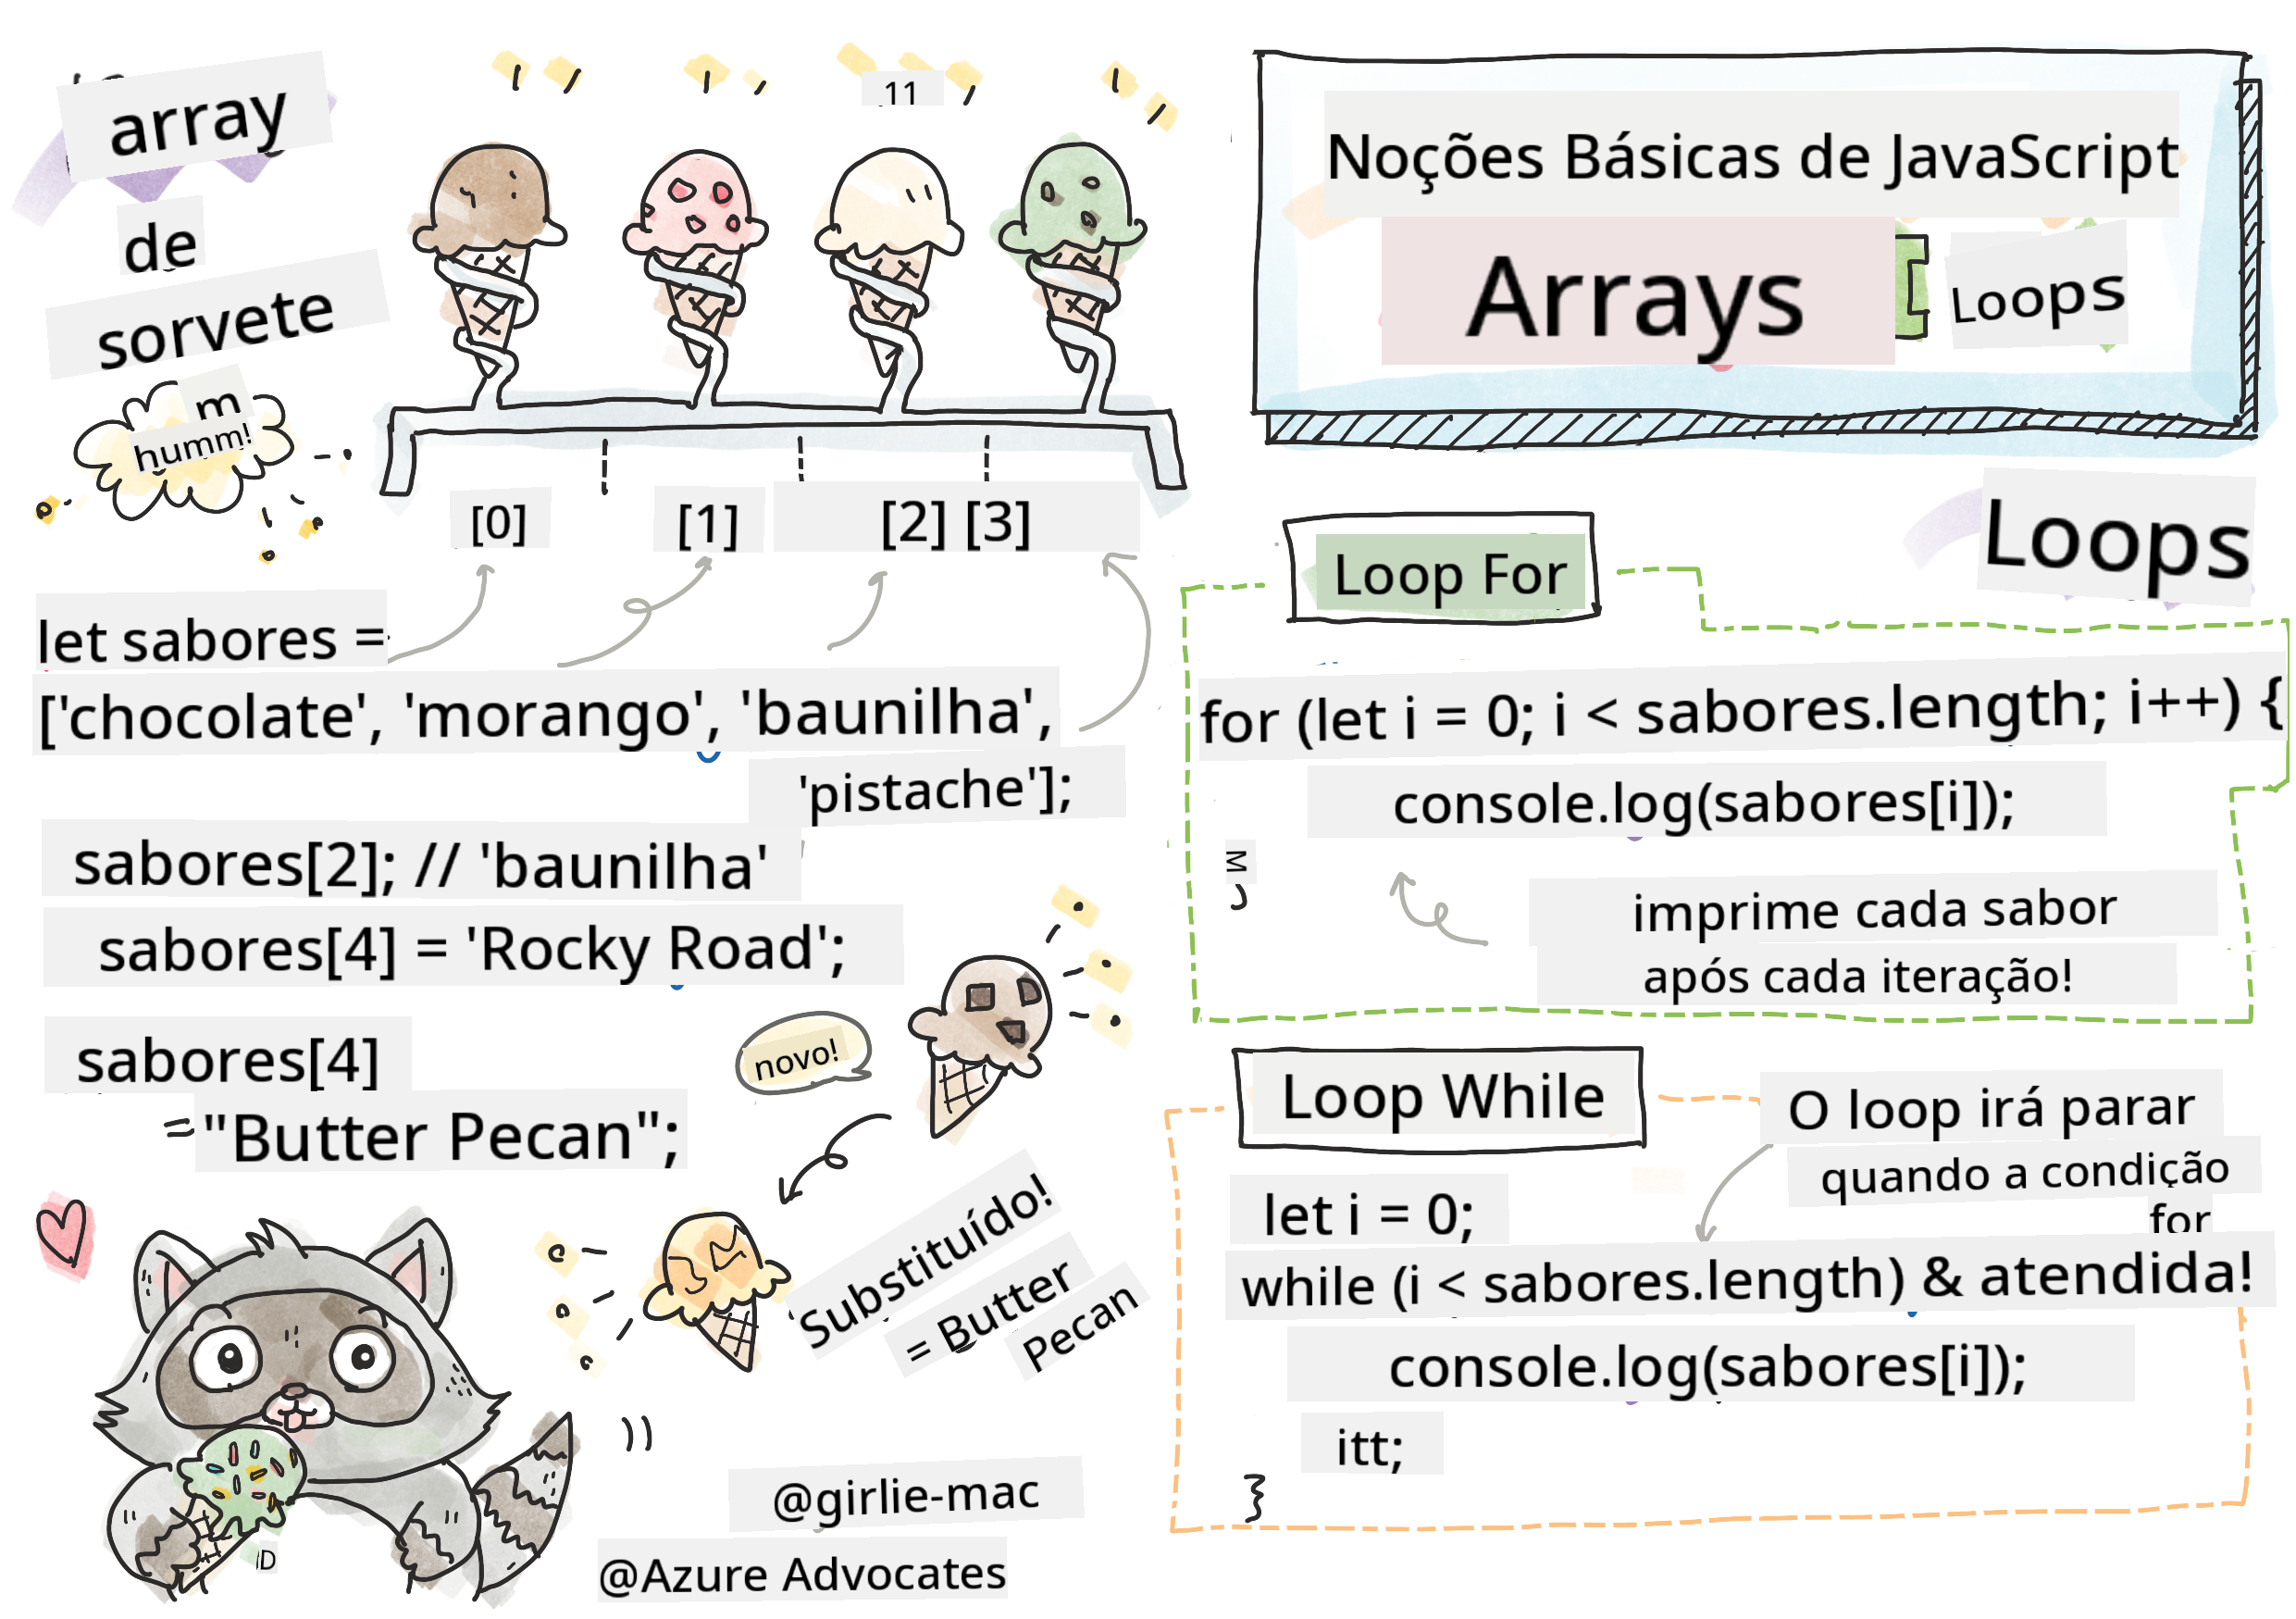 array
de
sorvete
m
humm!
11
[0]
[1]
[2] [3]
let sabores =
['chocolate', 'morango', 'baunilha',
'pistache'];
sabores[2]; // 'baunilha'
sabores[4] = 'Rocky Road';
sabores[4]
= "Butter Pecan";
novo!
Substituído!
= Butter
Pecan
D
@girlie-mac
@Azure Advocates
Noções Básicas de JavaScript
Arrays
Loops
Loops
Loop For
for (let i = 0; i < sabores.length; i++) {
console.log(sabores[i]);
M
imprime cada sabor
após cada iteração!
Loop While
O loop irá parar
quando a condição
for
let i = 0;
while (i < sabores.length) & atendida!
console.log(sabores[i]);
itt;
}